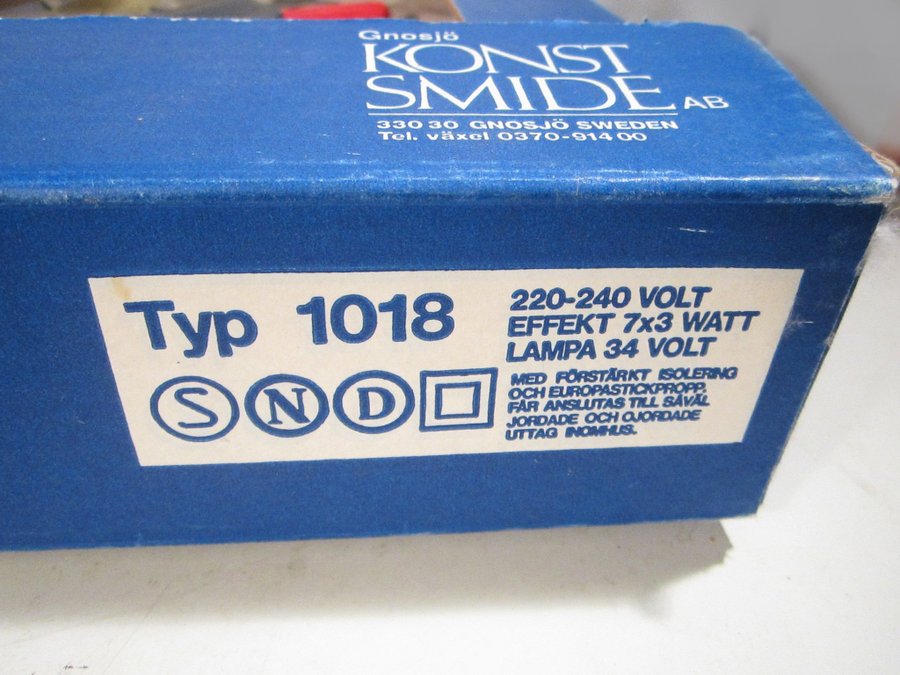 Gnosjö
KONST
SMIDE AB
330 30 GNOSJÖ SWEDEN
Tel. växel 0370-914 00
Typ 1018
S N D
220-240 VOLT
EFFEKT 7x3 WATT
LAMPA 34 VOLT
MED FÖRSTÄRKT ISOLERING
OCH EUROPASTICKPROPP.
FÅR ANSLUTAS TILL SÅVÄL
JORDADE OCH OJORDADE
UTTAG INOMHUS.